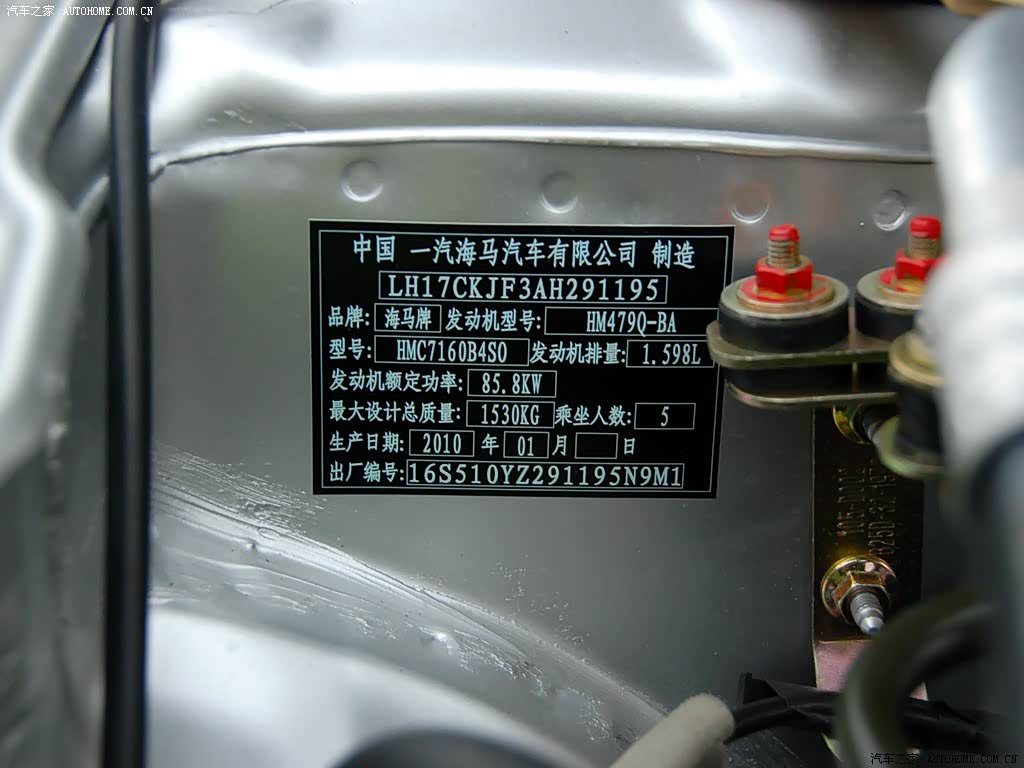 汽车之家 AUTOHOME.COM.CN
中国 一汽海马汽车有限公司 制造
LH17CKJF3AH291195
品牌: 海马牌 发动机型号: HM479Q-BA
型号: HMC7160B4S0 发动机排量: 1.598L
发动机额定功率: 85.8KW
最大设计总质量: 1530KG 乘坐人数: 5
生产日期: 2010 年 01 月 日
出厂编号: 16S510YZ291195N9M1
汽车之家 AUTOHOME.COM.CN